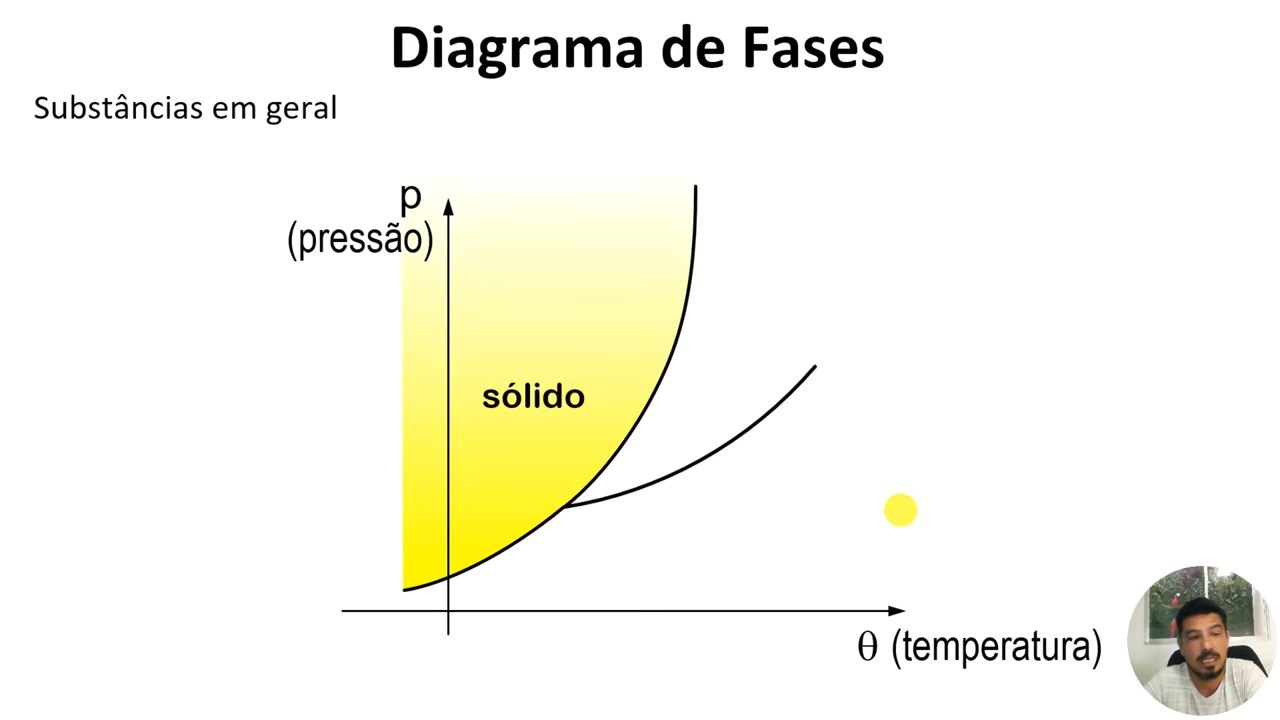 Diagrama de Fases
Substâncias em geral
p
(pressão)
sólido
θ (temperatura)